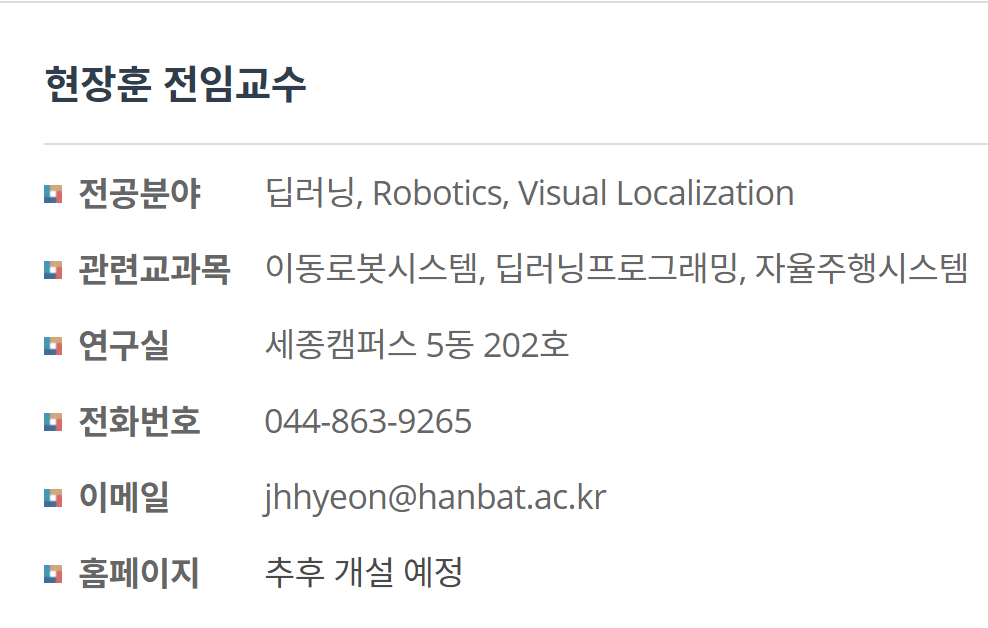 현장훈 전임교수
전공분야 딥러닝, Robotics, Visual Localization
관련교과목 이동로봇시스템, 딥러닝프로그래밍, 자율주행시스템
연구실 세종캠퍼스 5동 202호
전화번호 044-863-9265
이메일 jhhyeon@hanbat.ac.kr
홈페이지 추후 개설 예정